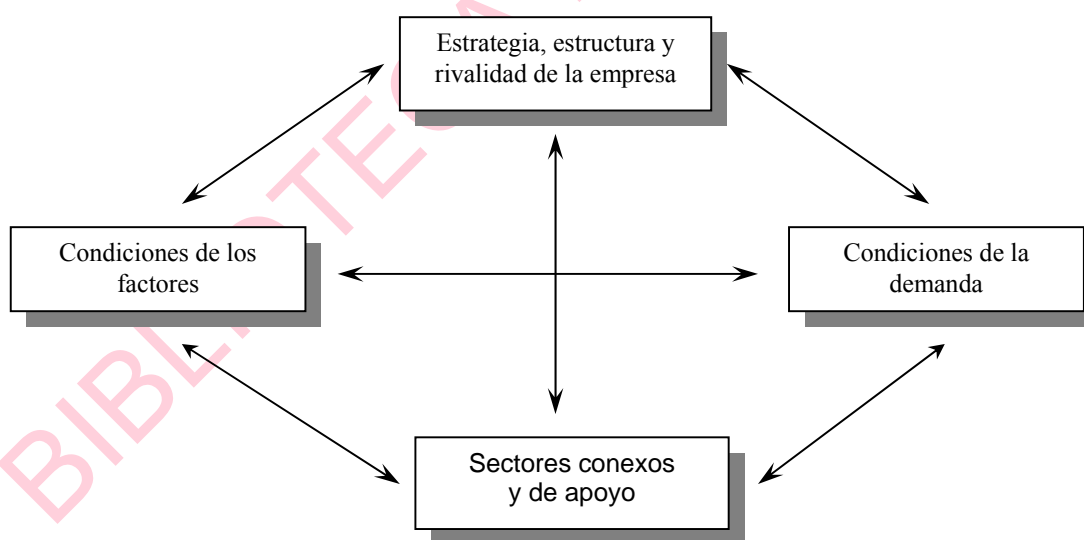 Estrategia, estructura y
rivalidad de la empresa
Condiciones de los
factores
Condiciones de la
demanda
Sectores conexos
y de apoyo